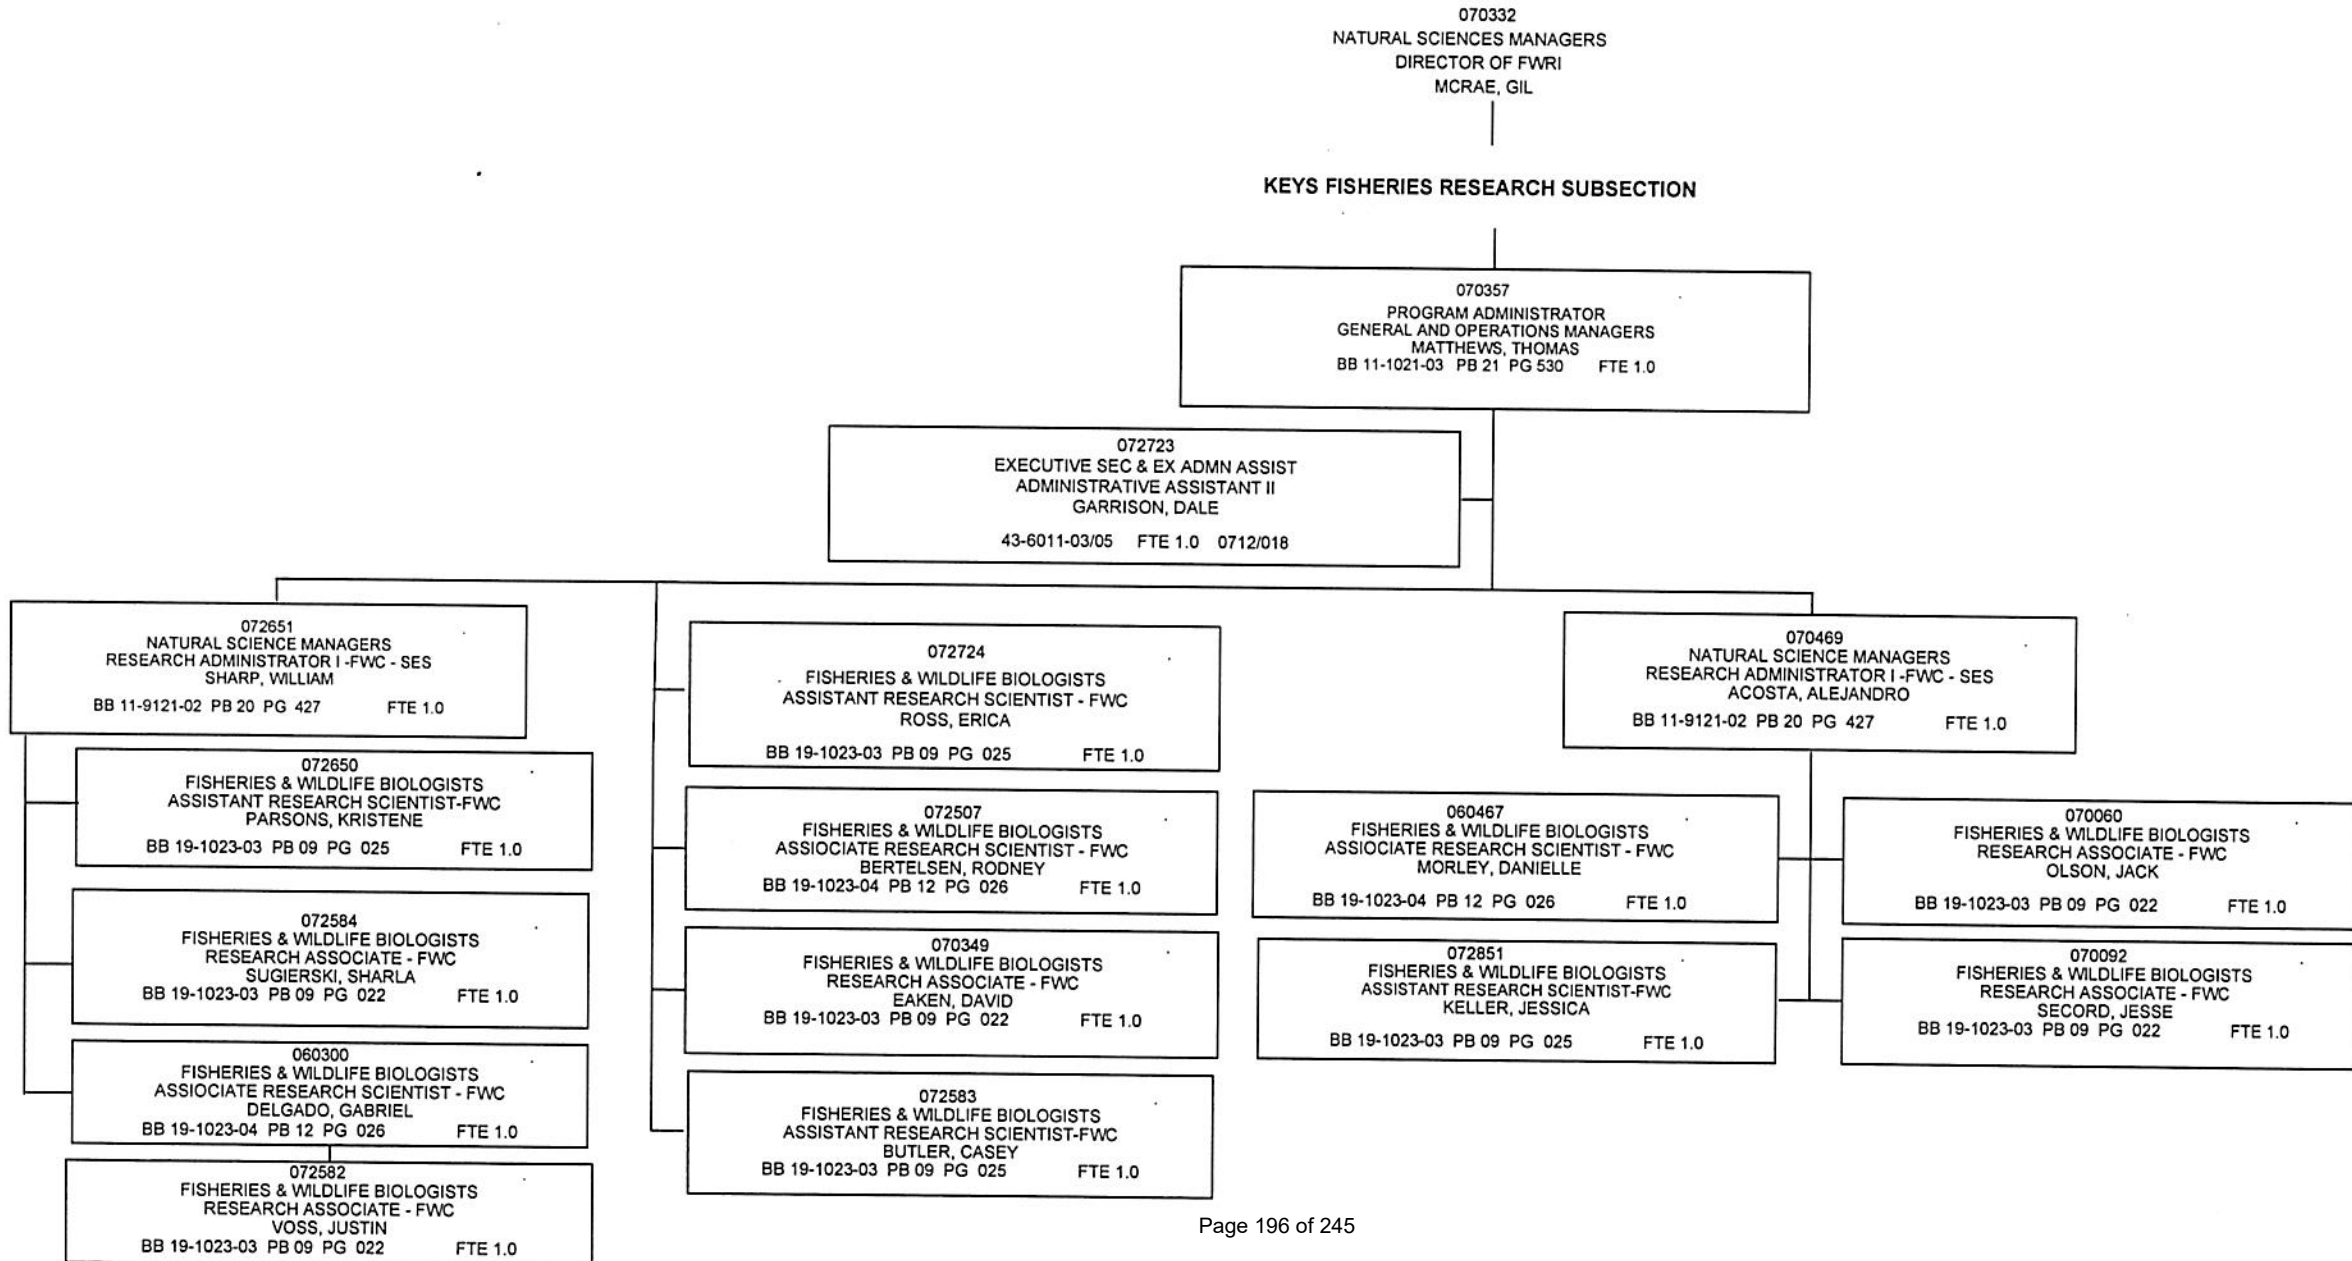 070332
NATURAL SCIENCES MANAGERS
DIRECTOR OF FWRI
MCRAE, GIL
KEYS FISHERIES RESEARCH SUBSECTION
070357
PROGRAM ADMINISTRATOR
GENERAL AND OPERATIONS MANAGERS
MATTHEWS, THOMAS
BB 11-1021-03 PB 21 PG 530 FTE 1.0
072723
EXECUTIVE SEC & EX ADMN ASSIST
ADMINISTRATIVE ASSISTANT II
GARRISON, DALE
43-6011-03/05 FTE 1.0 0712/018
072651
NATURAL SCIENCE MANAGERS
RESEARCH ADMINISTRATOR I -FWC - SES
SHARP, WILLIAM
BB 11-9121-02 PB 20 PG 427 FTE 1.0
072650
FISHERIES & WILDLIFE BIOLOGISTS
ASSISTANT RESEARCH SCIENTIST-FWC
PARSONS, KRISTENE
BB 19-1023-03 PB 09 PG 025 FTE 1.0
072584
FISHERIES & WILDLIFE BIOLOGISTS
RESEARCH ASSOCIATE - FWC
SUGIERSKI, SHARLA
BB 19-1023-03 PB 09 PG 022 FTE 1.0
060300
FISHERIES & WILDLIFE BIOLOGISTS
ASSIOCIATE RESEARCH SCIENTIST - FWC
DELGADO, GABRIEL
BB 19-1023-04 PB 12 PG 026 FTE 1.0
072582
FISHERIES & WILDLIFE BIOLOGISTS
RESEARCH ASSOCIATE - FWC
VOSS, JUSTIN
BB 19-1023-03 PB 09 PG 022 FTE 1.0
072724
FISHERIES & WILDLIFE BIOLOGISTS
ASSISTANT RESEARCH SCIENTIST - FWC
ROSS, ERICA
BB 19-1023-03 PB 09 PG 025 FTE 1.0
072507
FISHERIES & WILDLIFE BIOLOGISTS
ASSIOCIATE RESEARCH SCIENTIST - FWC
BERTELSEN, RODNEY
BB 19-1023-04 PB 12 PG 026 FTE 1.0
070349
FISHERIES & WILDLIFE BIOLOGISTS
RESEARCH ASSOCIATE - FWC
EAKEN, DAVID
BB 19-1023-03 PB 09 PG 022 FTE 1.0
072583
FISHERIES & WILDLIFE BIOLOGISTS
ASSISTANT RESEARCH SCIENTIST-FWC
BUTLER, CASEY
BB 19-1023-03 PB 09 PG 025 FTE 1.0
070469
NATURAL SCIENCE MANAGERS
RESEARCH ADMINISTRATOR I -FWC - SES
ACOSTA, ALEJANDRO
BB 11-9121-02 PB 20 PG 427 FTE 1.0
060467
FISHERIES & WILDLIFE BIOLOGISTS
ASSIOCIATE RESEARCH SCIENTIST - FWC
MORLEY, DANIELLE
BB 19-1023-04 PB 12 PG 026 FTE 1.0
070060
FISHERIES & WILDLIFE BIOLOGISTS
RESEARCH ASSOCIATE - FWC
OLSON, JACK
BB 19-1023-03 PB 09 PG 022 FTE 1.0
072851
FISHERIES & WILDLIFE BIOLOGISTS
ASSISTANT RESEARCH SCIENTIST-FWC
KELLER, JESSICA
BB 19-1023-03 PB 09 PG 025 FTE 1.0
070092
FISHERIES & WILDLIFE BIOLOGISTS
RESEARCH ASSOCIATE - FWC
SECORD, JESSE
BB 19-1023-03 PB 09 PG 022 FTE 1.0
Page 196 of 245